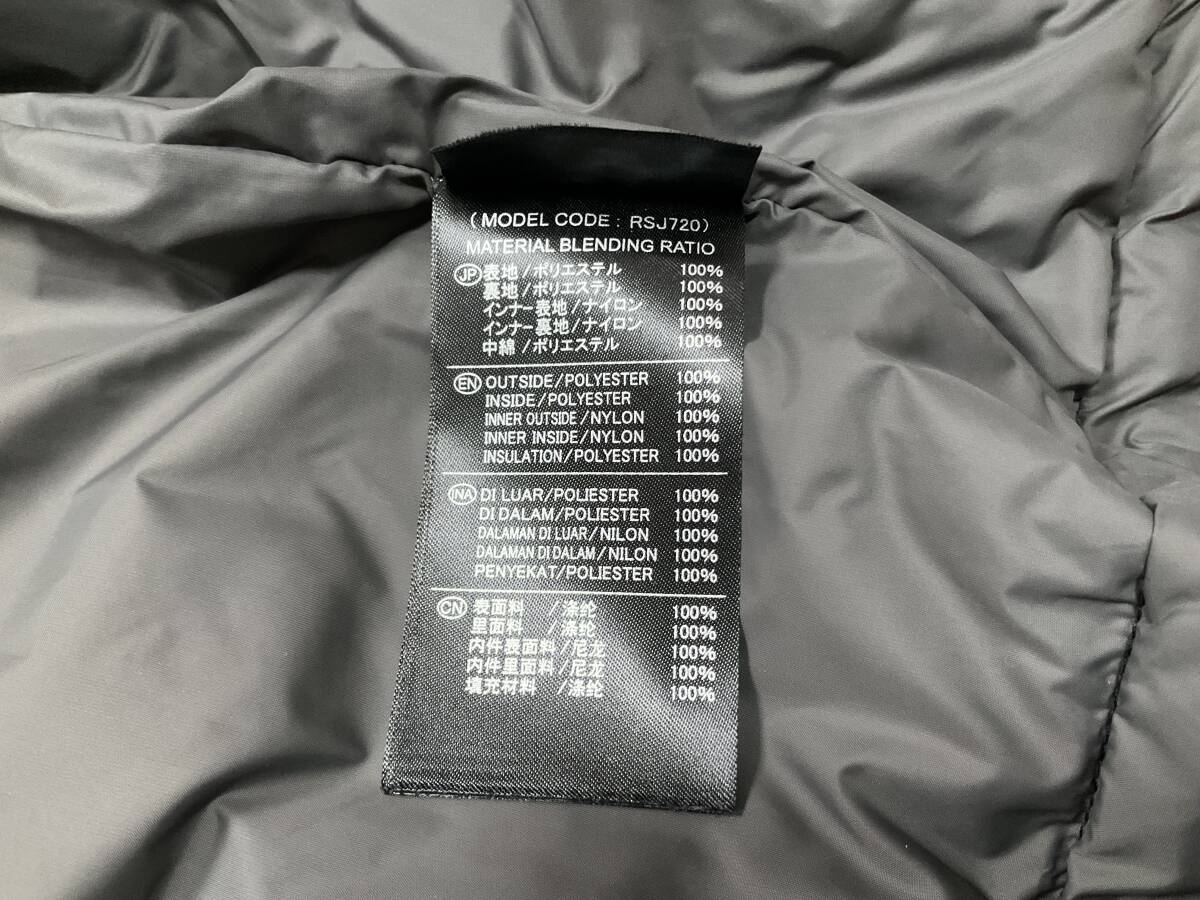 (MODEL CODE : RSJ720)
MATERIAL BLENDING RATIO
JP 表地/ポリエステル 100%
裏地/ポリエステル 100%
インナー表地/ナイロン 100%
インナー裏地/ナイロン 100%
中綿/ポリエステル 100%
EN OUTSIDE/POLYESTER 100%
INSIDE/POLYESTER 100%
INNER OUTSIDE/NYLON 100%
INNER INSIDE/NYLON 100%
INSULATION/POLYESTER 100%
INA DI LUAR/POLIESTER 100%
DI DALAM/POLIESTER 100%
DALAMAN DI LUAR/NILON 100%
DALAMAN DI DALAM/NILON 100%
PENYEKAT/POLIESTER 100%
CN 表面料 /涤纶 100%
里面料 /涤纶 100%
内件表面料/尼龙 100%
内件里面料/尼龙 100%
填充材料 /涤纶 100%